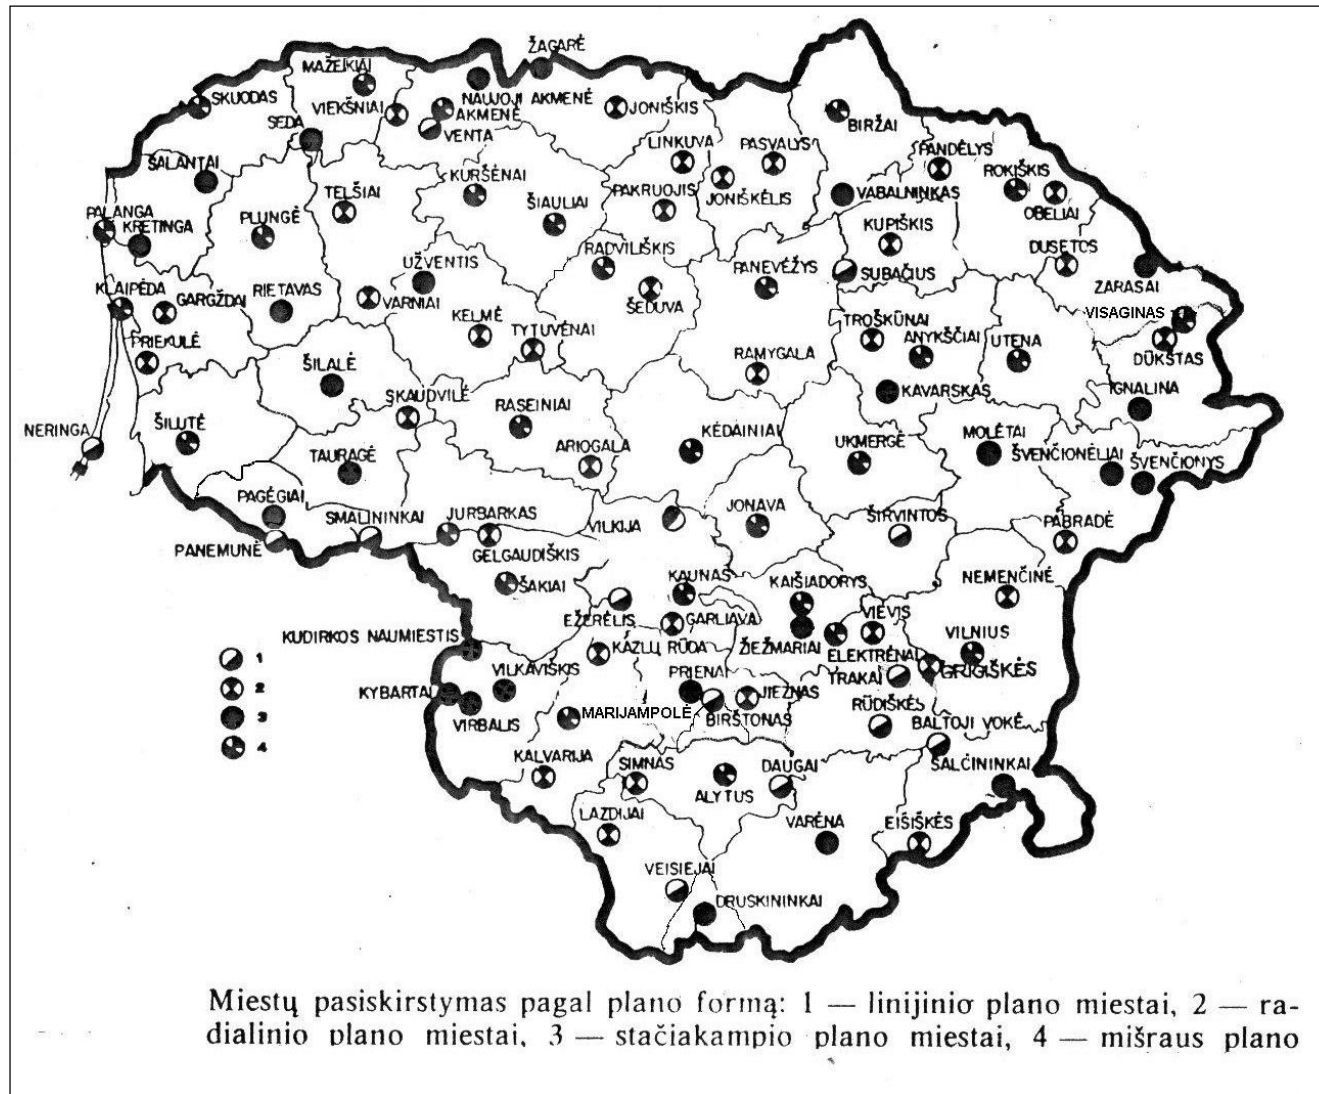 ŽAGARĖ
MAŽEIKIAI
SKUODAS
VIEKŠNIAI
NAUJOJI AKMENĖ
AKMENĖ
JONIŠKIS
BIRŽAI
SEDA
VENTA
LINKUVA
PASVALYS
PANDĖLYS
ROKIŠKIS
ŠALANTAI
TELŠIAI
KURŠĖNAI
ŠIAULIAI
PAKRUOJIS
JONIŠKĖLIS
VABALNINKAS
OBELIAI
PALANGA
KRETINGA
PLUNGĖ
KUPIŠKIS
DUSETOS
RADVILIŠKIS
PANEVĖŽYS
SUBAČIUS
UŽVENTIS
ZARASAI
KLAIPĖDA
GARGŽDAI
RIETAVAS
VARNIAI
ŠEDUVA
VISAGINAS
KELMĖ
TYTUVĖNAI
TROŠKŪNAI
ANYKŠČIAI
UTENA
PRIEKULĖ
DŪKŠTAS
ŠILALĖ
RAMYGALA
SKAUDVILĖ
KAVARSKAS
IGNALINA
NERINGA
ŠILUTĖ
RASEINIAI
KĖDAINIAI
UKMERGĖ
MOLĖTAI
TAURAGĖ
ARIOGALA
ŠVENČIONĖLIAI
ŠVENČIONYS
PAGĖGIAI
SMALININKAI
JURBARKAS
VILKIJA
JONAVA
ŠIRVINTOS
PABRADĖ
PANEMUNĖ
GELGAUDIŠKIS
ŠAKIAI
KAUNAS
KAIŠIADORYS
NEMENČINĖ
EŽERĖLIS
GARLIAVA
VIEVIS
KUDIRKOS NAUMIESTIS
KAZLŲ RŪDA
ŽIEŽMARIAI
ELEKTRĖNAI
VILNIUS
1
VILKAVIŠKIS
PRIENAI
TRAKAI
GRIGIŠKĖS
2
KYBARTAI
JIEZNAS
3
VIRBALIS
MARIJAMPOLĖ
BIRŠTONAS
RŪDIŠKĖS
BALTOJI VOKĖ
4
KALVARIJA
SIMNAS
DAUGAI
ŠALČININKAI
ALYTUS
LAZDIJAI
VARĖNA
EIŠIŠKĖS
VEISIEJAI
DRUSKININKAI
Miestų pasiskirstymas pagal plano formą: 1 — linijinio plano miestai, 2 — ra-
dialinio plano miestai, 3 — stačiakampio plano miestai, 4 — mišraus plano